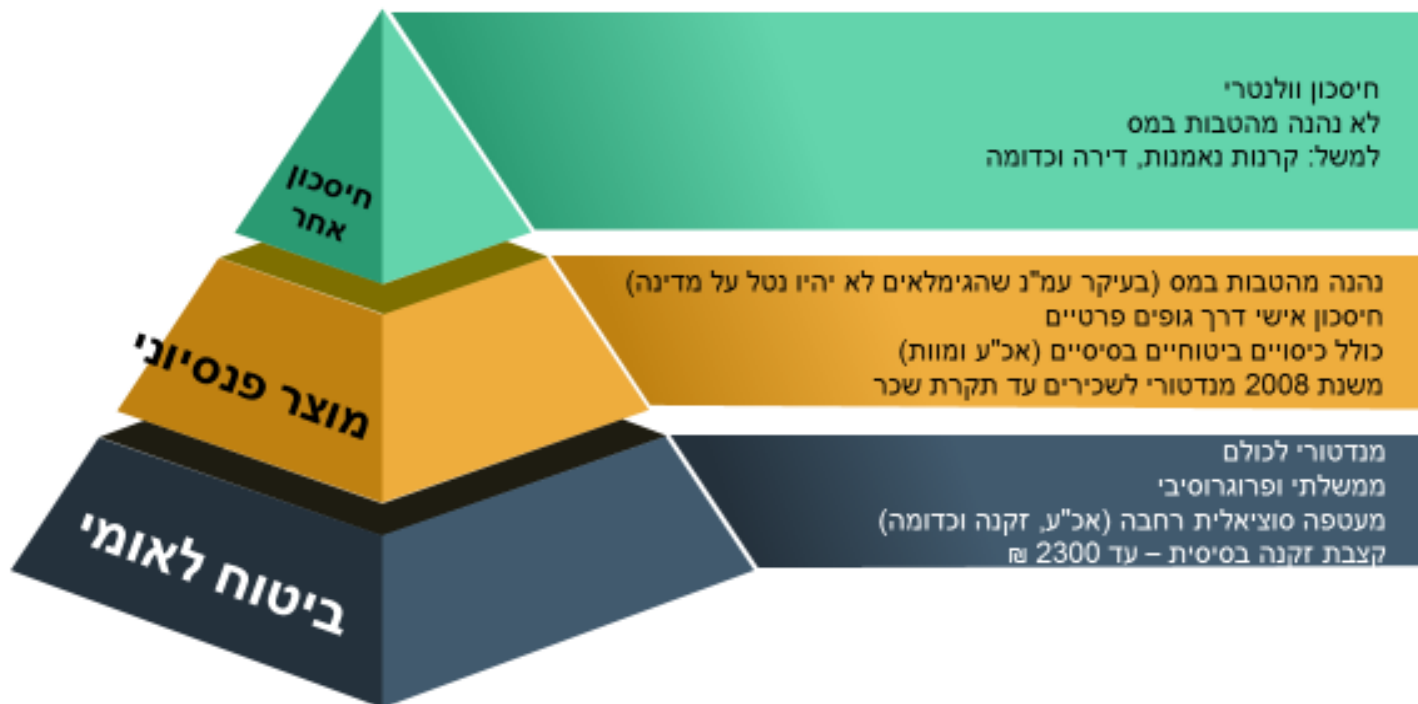 חיסכון וולנטרי
לא נהנה מהטבות במס
למשל: קרנות נאמנות, דירה וכדומה
חיסכון
אחר
נהנה מהטבות במס (בעיקר עמ"נ שהגימלאים לא יהיו נטל על מדינה)
חיסכון אישי דרך גופים פרטיים
כולל כיסויים ביטוחיים בסיסיים (אכ"ע ומוות)
משנת 2008 מנדטורי לשכירים עד תקרת שכר
מוצר פנסיוני
מנדטורי לכולם
ממשלתי ופרוגרוסיבי
מעטפה סוציאלית רחבה (אכ"ע, זקנה וכדומה)
קצבת זקנה בסיסית – עד 2300 ₪
ביטוח לאומי